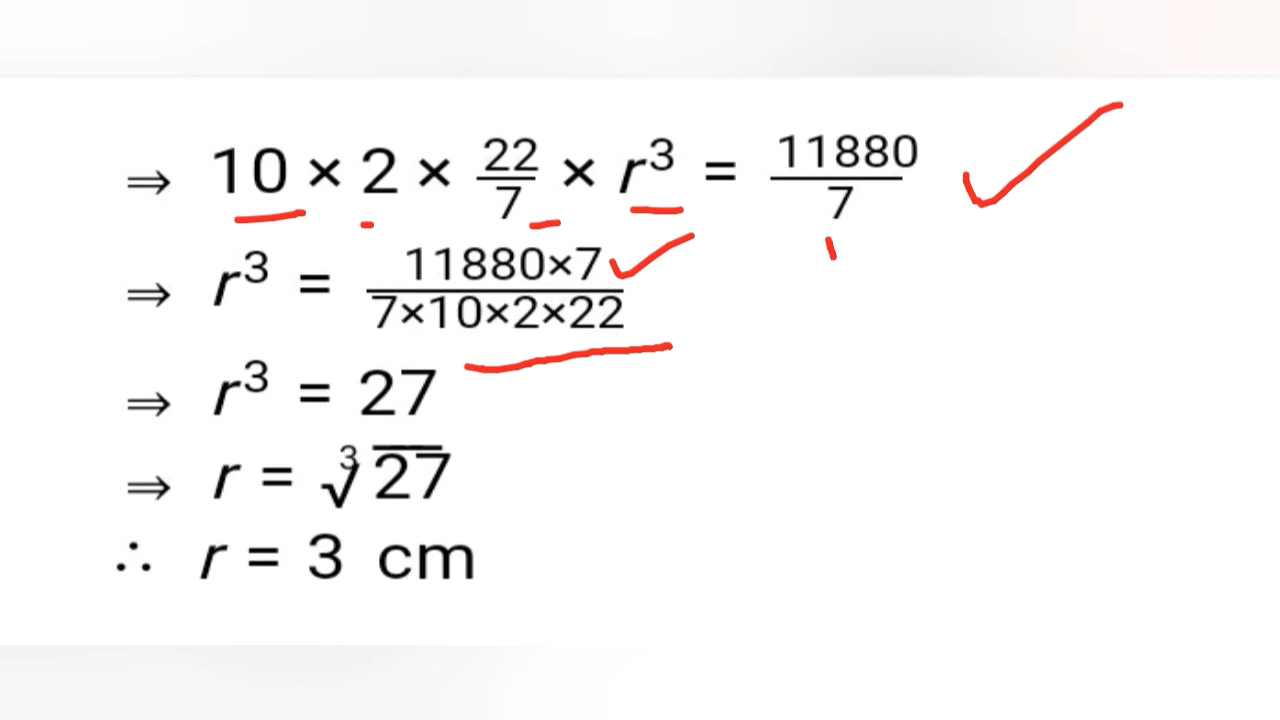 ⇒ 10 × 2 × 22/7 × r³ = 11880/7
⇒ r³ = 11880×7/7×10×2×22
⇒ r³ = 27
⇒ r = ∛27
∴ r = 3 cm